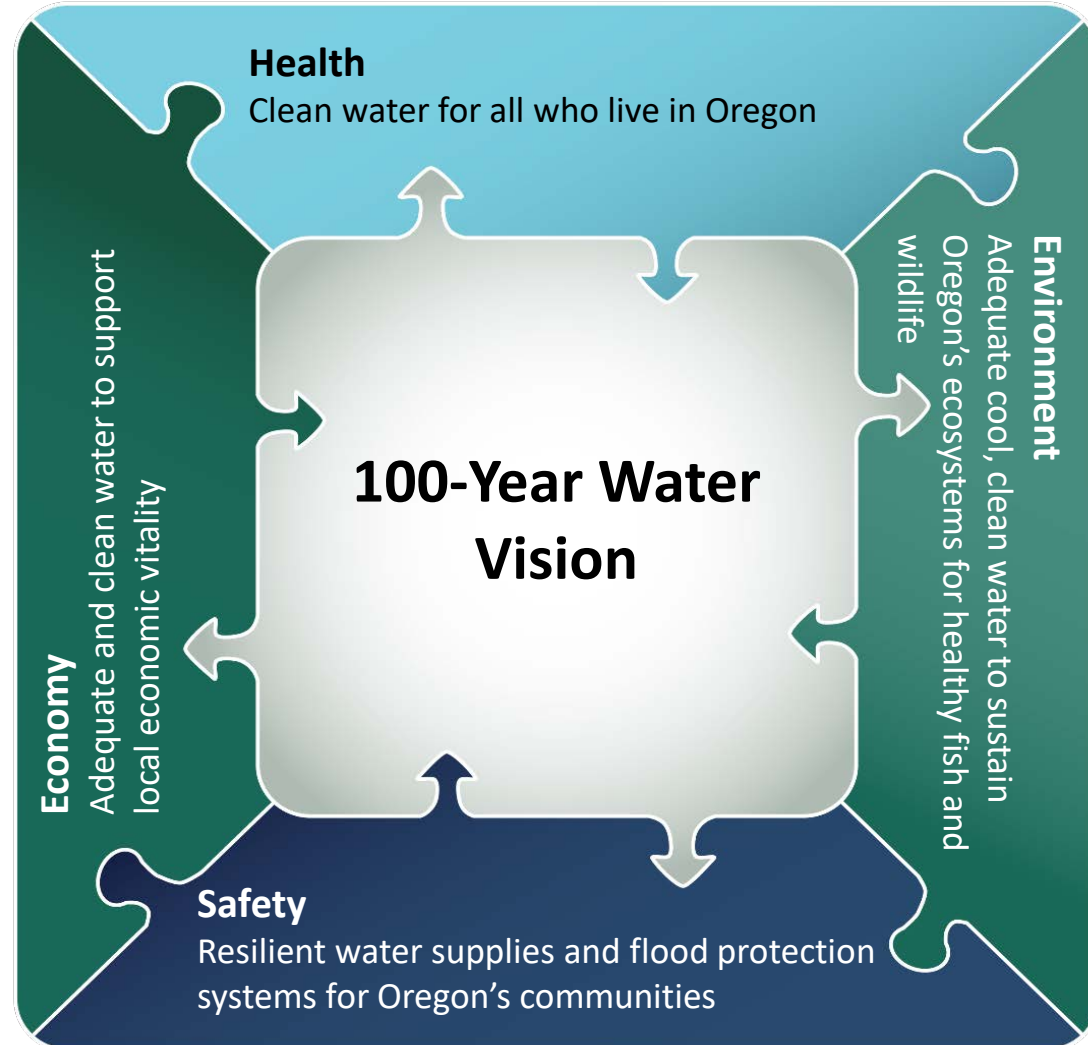 Health
Clean water for all who live in Oregon
Environment
Adequate cool, clean water to sustain
Oregon’s ecosystems for healthy fish and
wildlife
100-Year Water
Vision
Economy
Adequate and clean water to support
local economic vitality
Safety
Resilient water supplies and flood protection
systems for Oregon’s communities